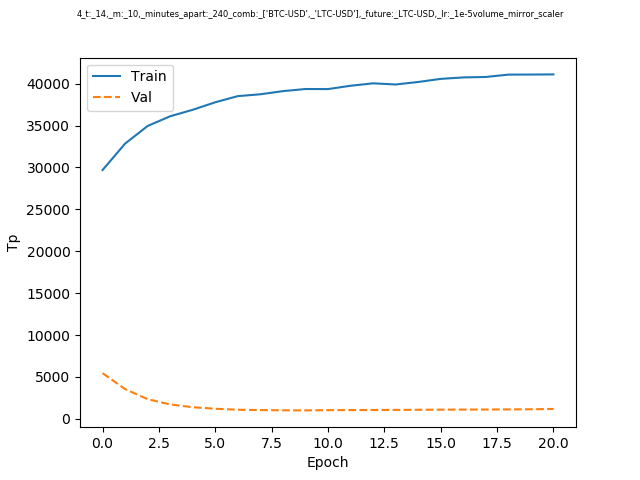 4_t:_14,_m:_10,_minutes_apart:_240_comb:_['BTC-USD',_'LTC-USD'],_future:_LTC-USD,_lr:_1e-5volume_mirror_scaler
Train
Val
40000
35000
30000
25000
20000
15000
10000
5000
0
Tp
0.0 2.5 5.0 7.5 10.0 12.5 15.0 17.5 20.0
Epoch